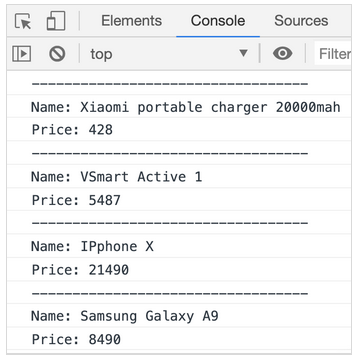 Elements Console Sources
top Filter
----------------------------------
Name: Xiaomi portable charger 20000mah
Price: 428
----------------------------------
Name: VSmart Active 1
Price: 5487
----------------------------------
Name: IPphone X
Price: 21490
----------------------------------
Name: Samsung Galaxy A9
Price: 8490